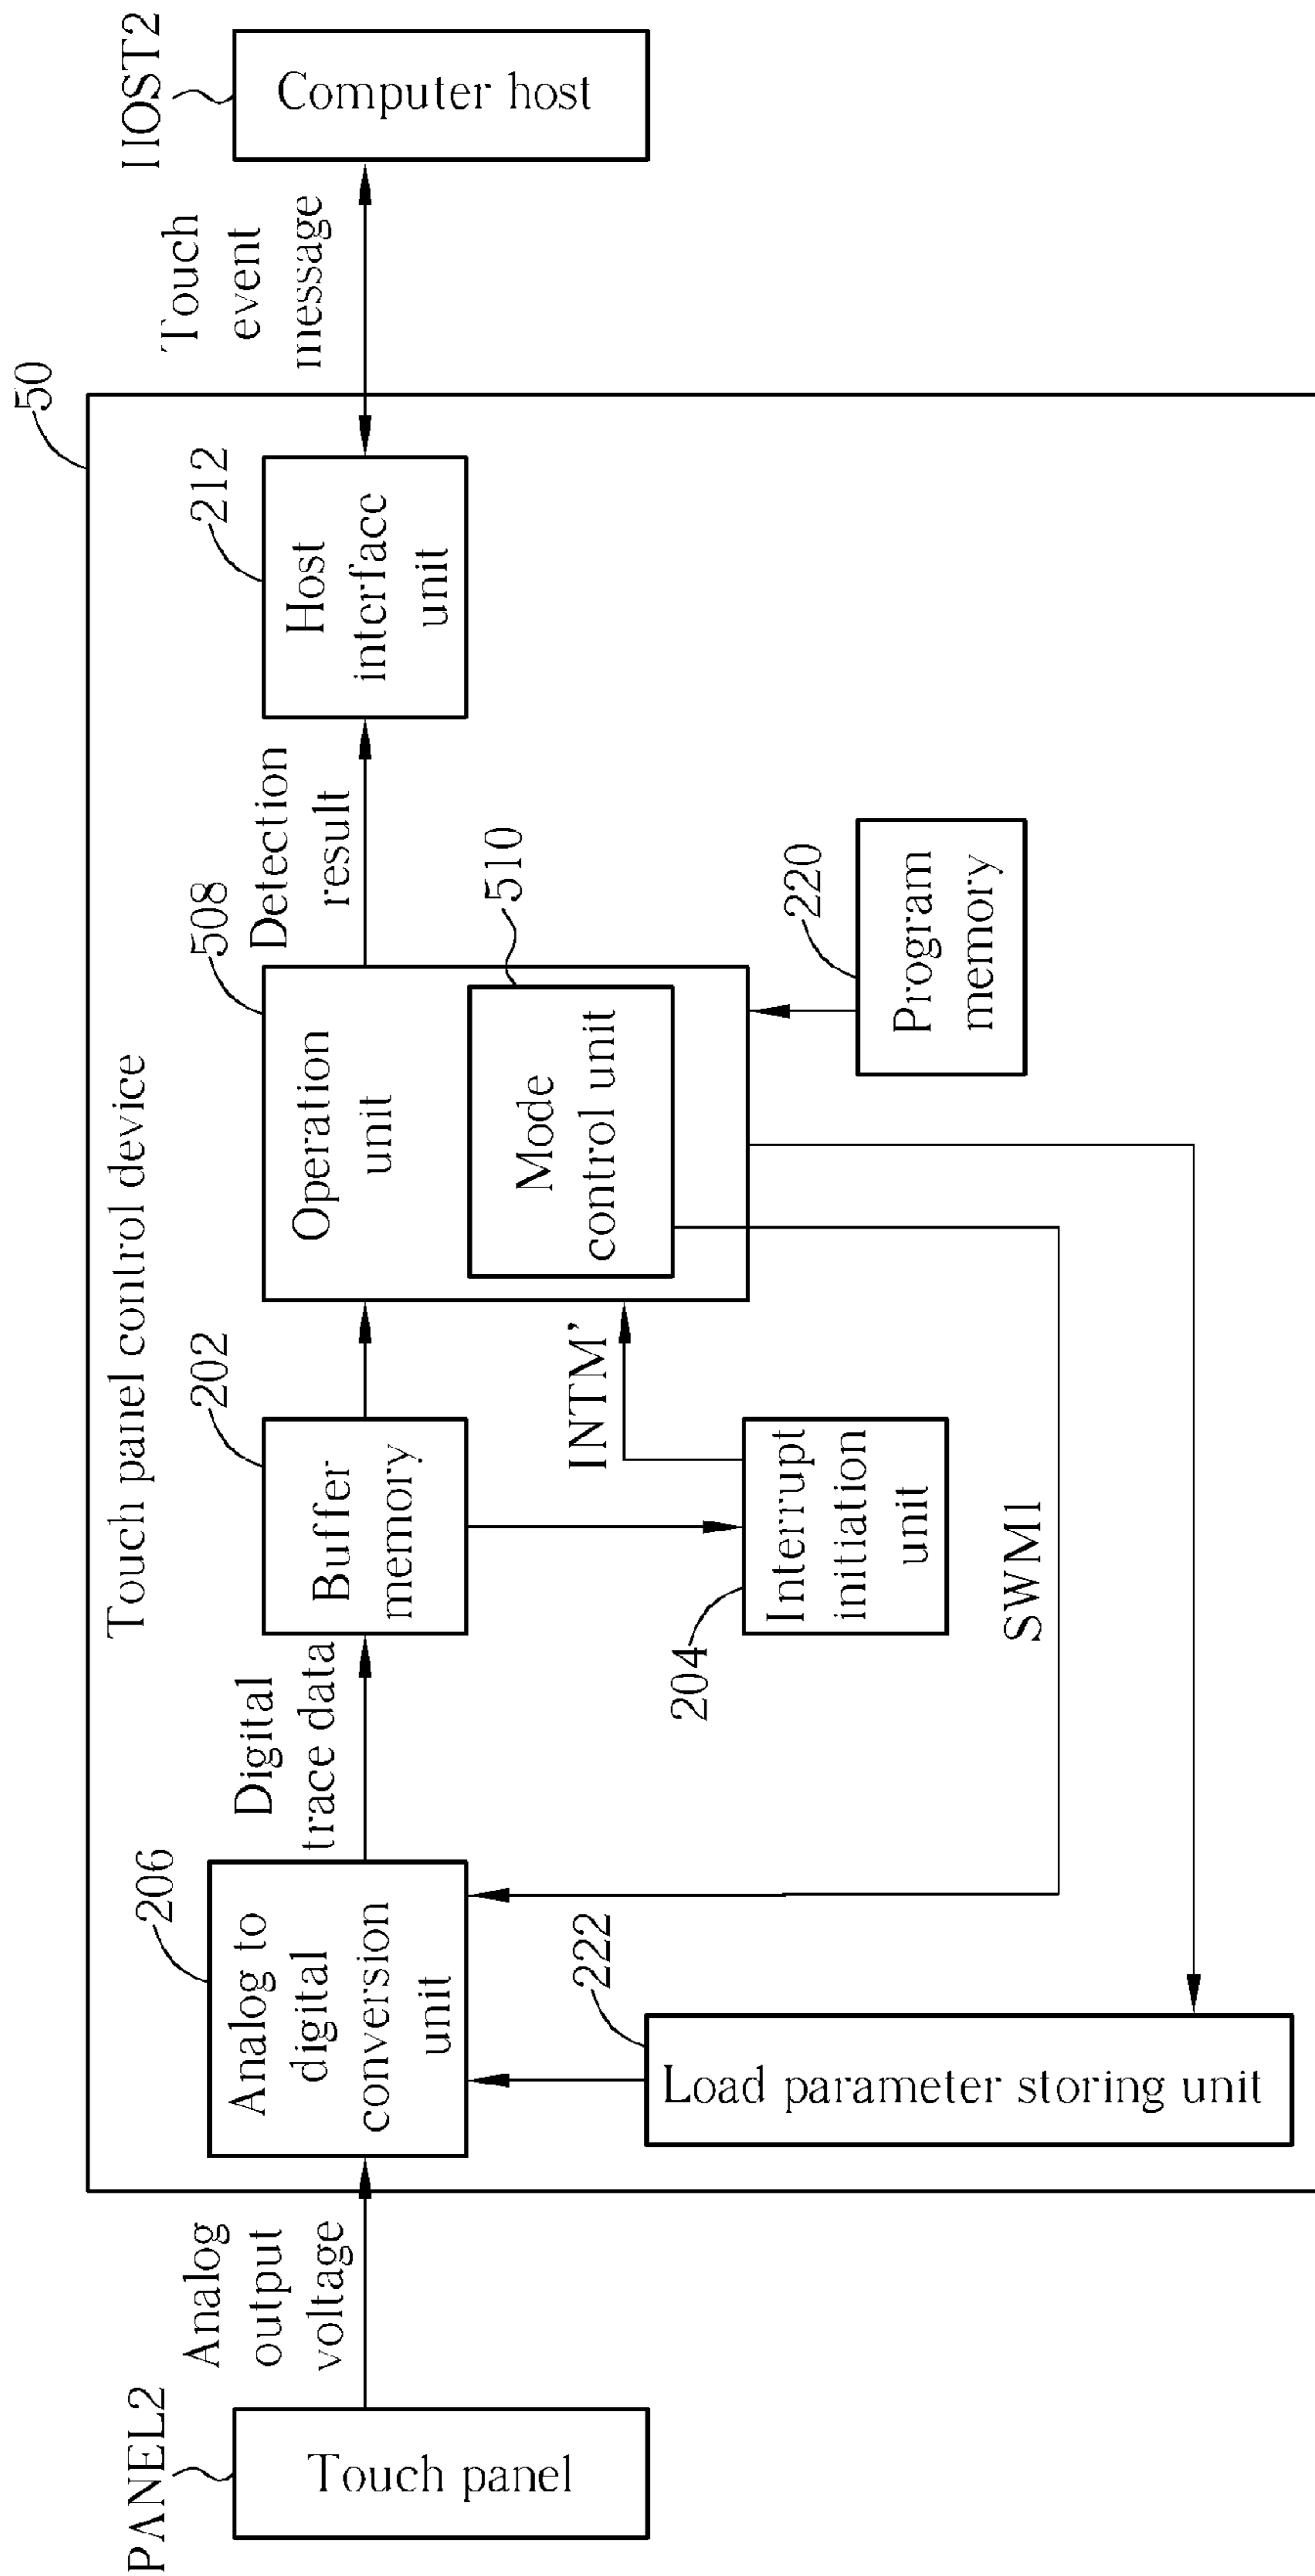 Touch panel control device
50
PANEL2
Touch panel
Analog
output
voltage
206
Analog to
digital
conversion
unit
Digital
trace data
202
Buffer
memory
508
Operation
unit
510
Mode
control unit
Detection
result
212
Host
interface
unit
Touch
event
message
HOST2
Computer host
INTM’
204
Interrupt
initiation
unit
220
Program
memory
SWM1
222
Load parameter storing unit